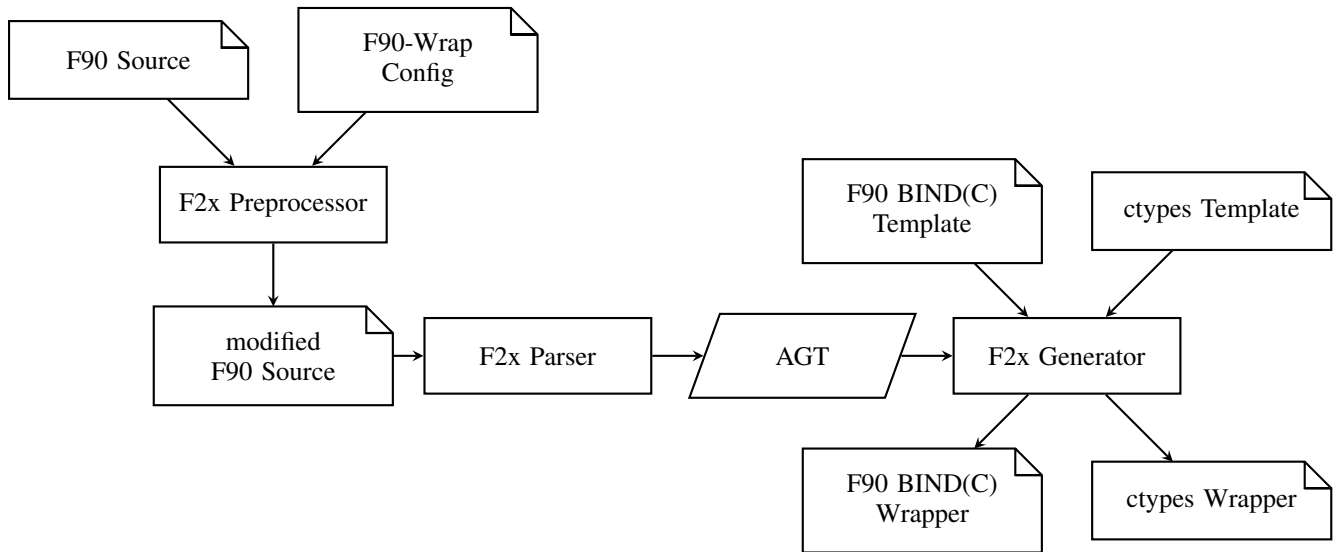 F90 Source
F90-Wrap
Config
F2x Preprocessor
F90 BIND(C)
Template
ctypes Template
modified
F90 Source
F2x Parser
AGT
F2x Generator
F90 BIND(C)
Wrapper
ctypes Wrapper